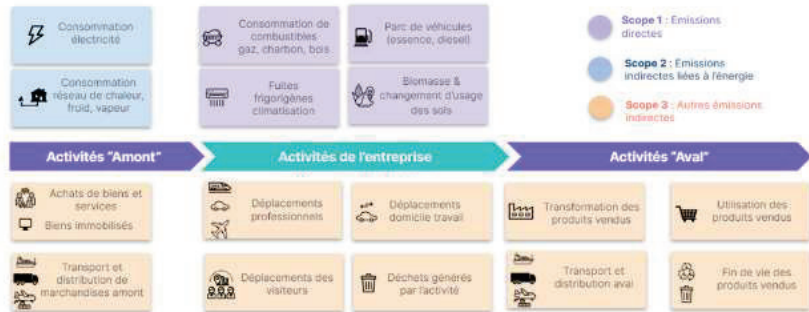 Consommation
électricité
Consommation
réseau de chaleur,
froid, vapeur
Consommation de
combustibles
gaz, charbon, bois
Parc de véhicules
(essence, diesel)
Fuites
frigorigènes
climatisation
Biomasse &
changement d'usage
des sols
Scope 1 : Emissions
directes
Scope 2 : Emissions
indirectes liées à l'énergie
Scope 3 : Autres émissions
indirectes
Activités "Amont"
Activités de l'entreprise
Activités "Aval"
Achats de biens et
services
Biens immobilisés
Transport et
distribution de
marchandises amont
Déplacements
professionnels
Déplacements
domicile travail
Déplacements des
visiteurs
Déchets générés
par l'activité
Transformation des
produits vendus
Utilisation des
produits vendus
Transport et
distribution aval
Fin de vie des
produits vendus